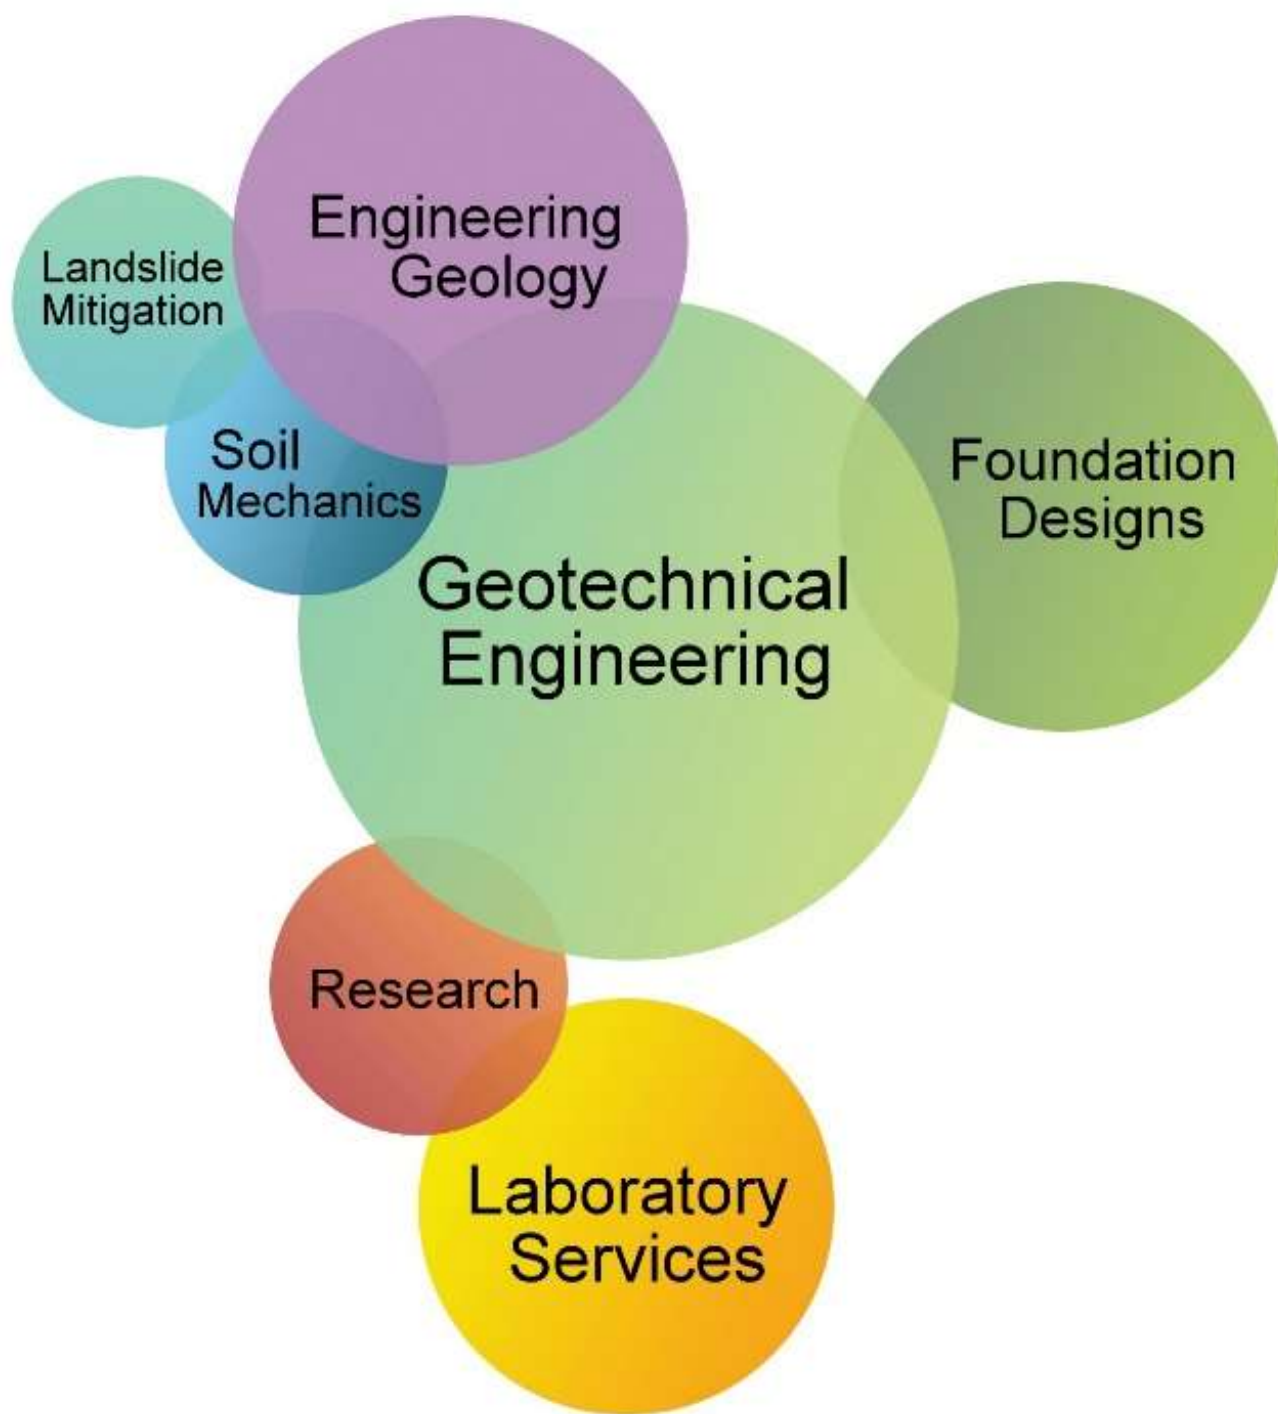 Engineering
Geology
Landslide
Mitigation
Soil
Mechanics
Foundation
Designs
Geotechnical
Engineering
Research
Laboratory
Services